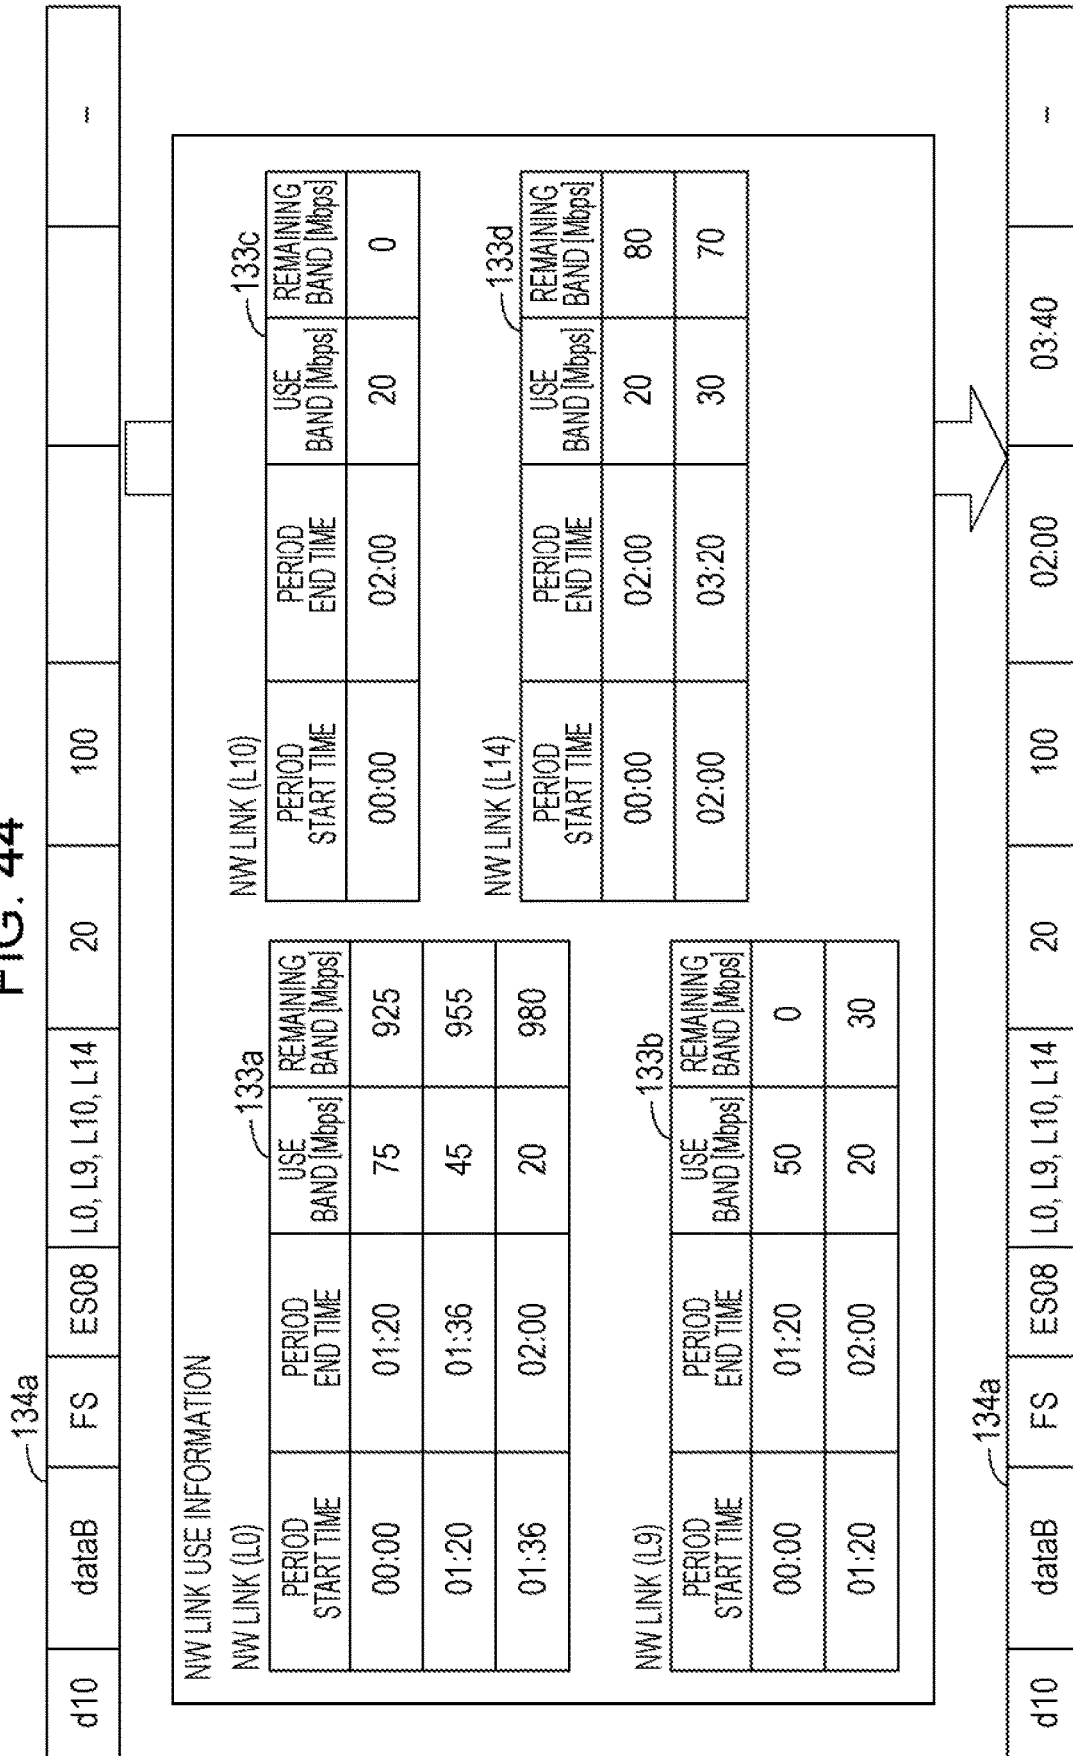 FIG. 44
134a
d10 dataB FS ES08 L0, L9, L10, L14 20 100 –
NW LINK USE INFORMATION
NW LINK (L0)
133a
PERIOD START TIME PERIOD END TIME USE BAND [Mbps] REMAINING BAND [Mbps]
00:00 01:20 75 925
01:20 01:36 45 955
01:36 02:00 20 980
NW LINK (L9)
133b
PERIOD START TIME PERIOD END TIME USE BAND [Mbps] REMAINING BAND [Mbps]
00:00 01:20 50 0
01:20 02:00 20 30
NW LINK (L10)
133c
PERIOD START TIME PERIOD END TIME USE BAND [Mbps] REMAINING BAND [Mbps]
00:00 02:00 20 0
NW LINK (L14)
133d
PERIOD START TIME PERIOD END TIME USE BAND [Mbps] REMAINING BAND [Mbps]
00:00 02:00 20 80
02:00 03:20 30 70
134a
d10 dataB FS ES08 L0, L9, L10, L14 20 100 02:00 03:40 –